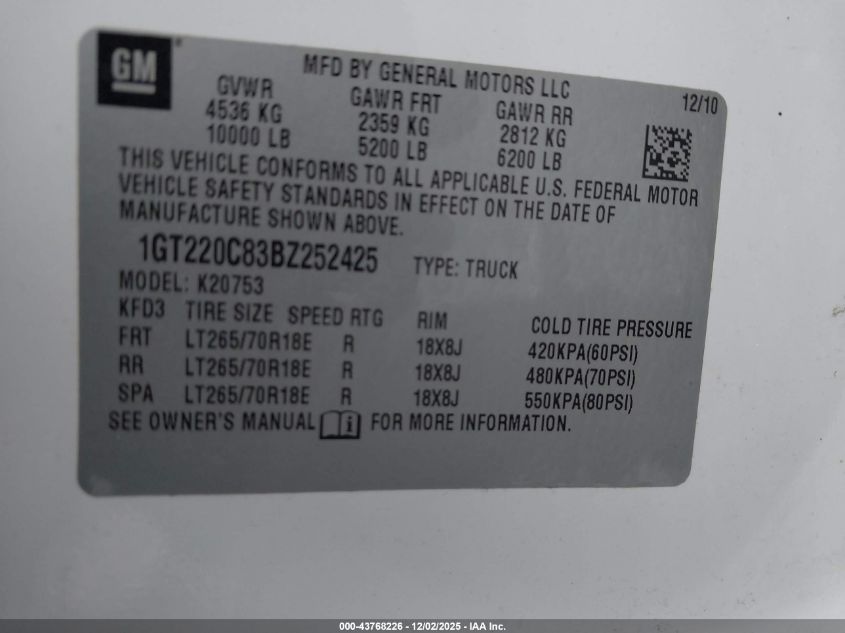 GM
MFD BY GENERAL MOTORS LLC
12/10
GVWR GAWR FRT GAWR RR
4536 KG 2359 KG 2812 KG
10000 LB 5200 LB 6200 LB
THIS VEHICLE CONFORMS TO ALL APPLICABLE U.S. FEDERAL MOTOR
VEHICLE SAFETY STANDARDS IN EFFECT ON THE DATE OF
MANUFACTURE SHOWN ABOVE.
1GT220C83BZ252425 TYPE: TRUCK
MODEL: K20753
KFD3 TIRE SIZE SPEED RTG RIM COLD TIRE PRESSURE
FRT LT265/70R18E R 18X8J 420KPA(60PSI)
RR LT265/70R18E R 18X8J 480KPA(70PSI)
SPA LT265/70R18E R 18X8J 550KPA(80PSI)
SEE OWNER'S MANUAL FOR MORE INFORMATION.
000-43768226 - 12/02/2025 - IAA Inc.